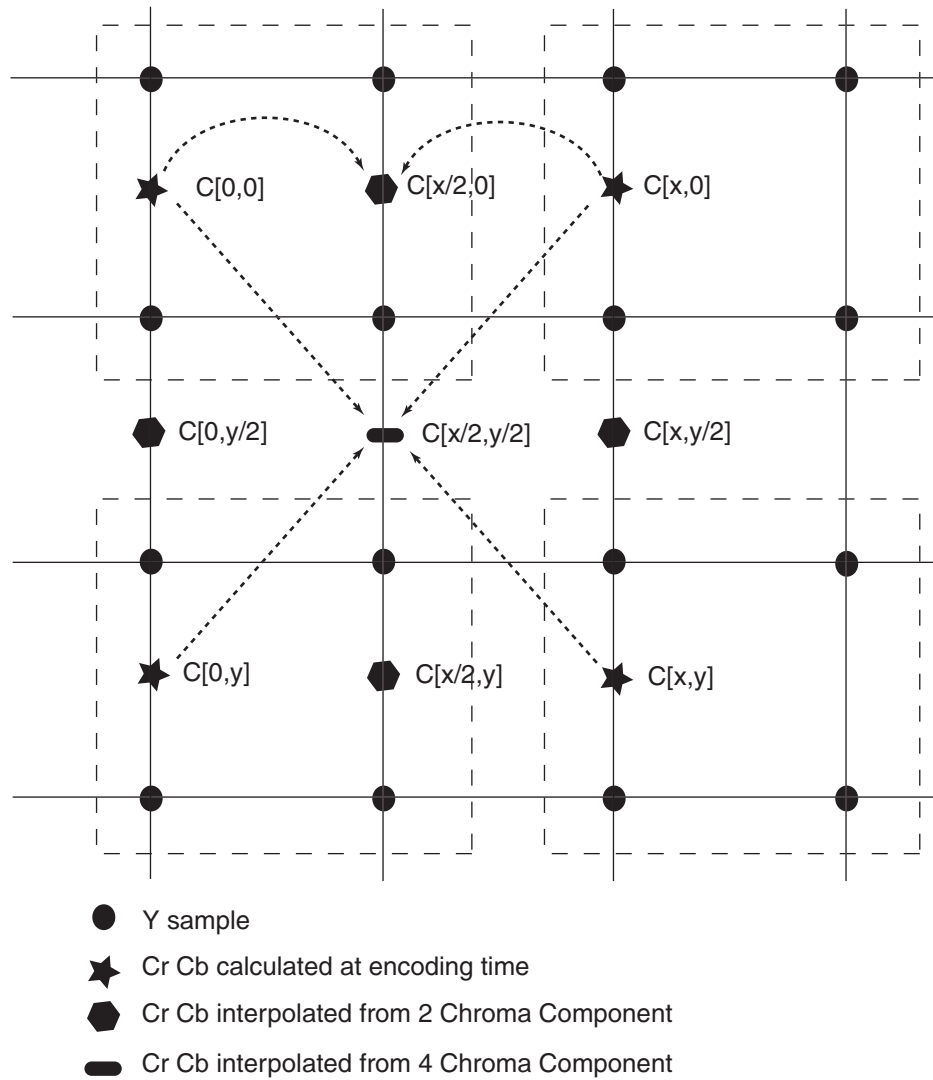 C[0,0]
C[x/2,0]
C[x,0]
C[0,y/2]
C[x/2,y/2]
C[x,y/2]
C[0,y]
C[x/2,y]
C[x,y]
Y sample
Cr Cb calculated at encoding time
Cr Cb interpolated from 2 Chroma Component
Cr Cb interpolated from 4 Chroma Component